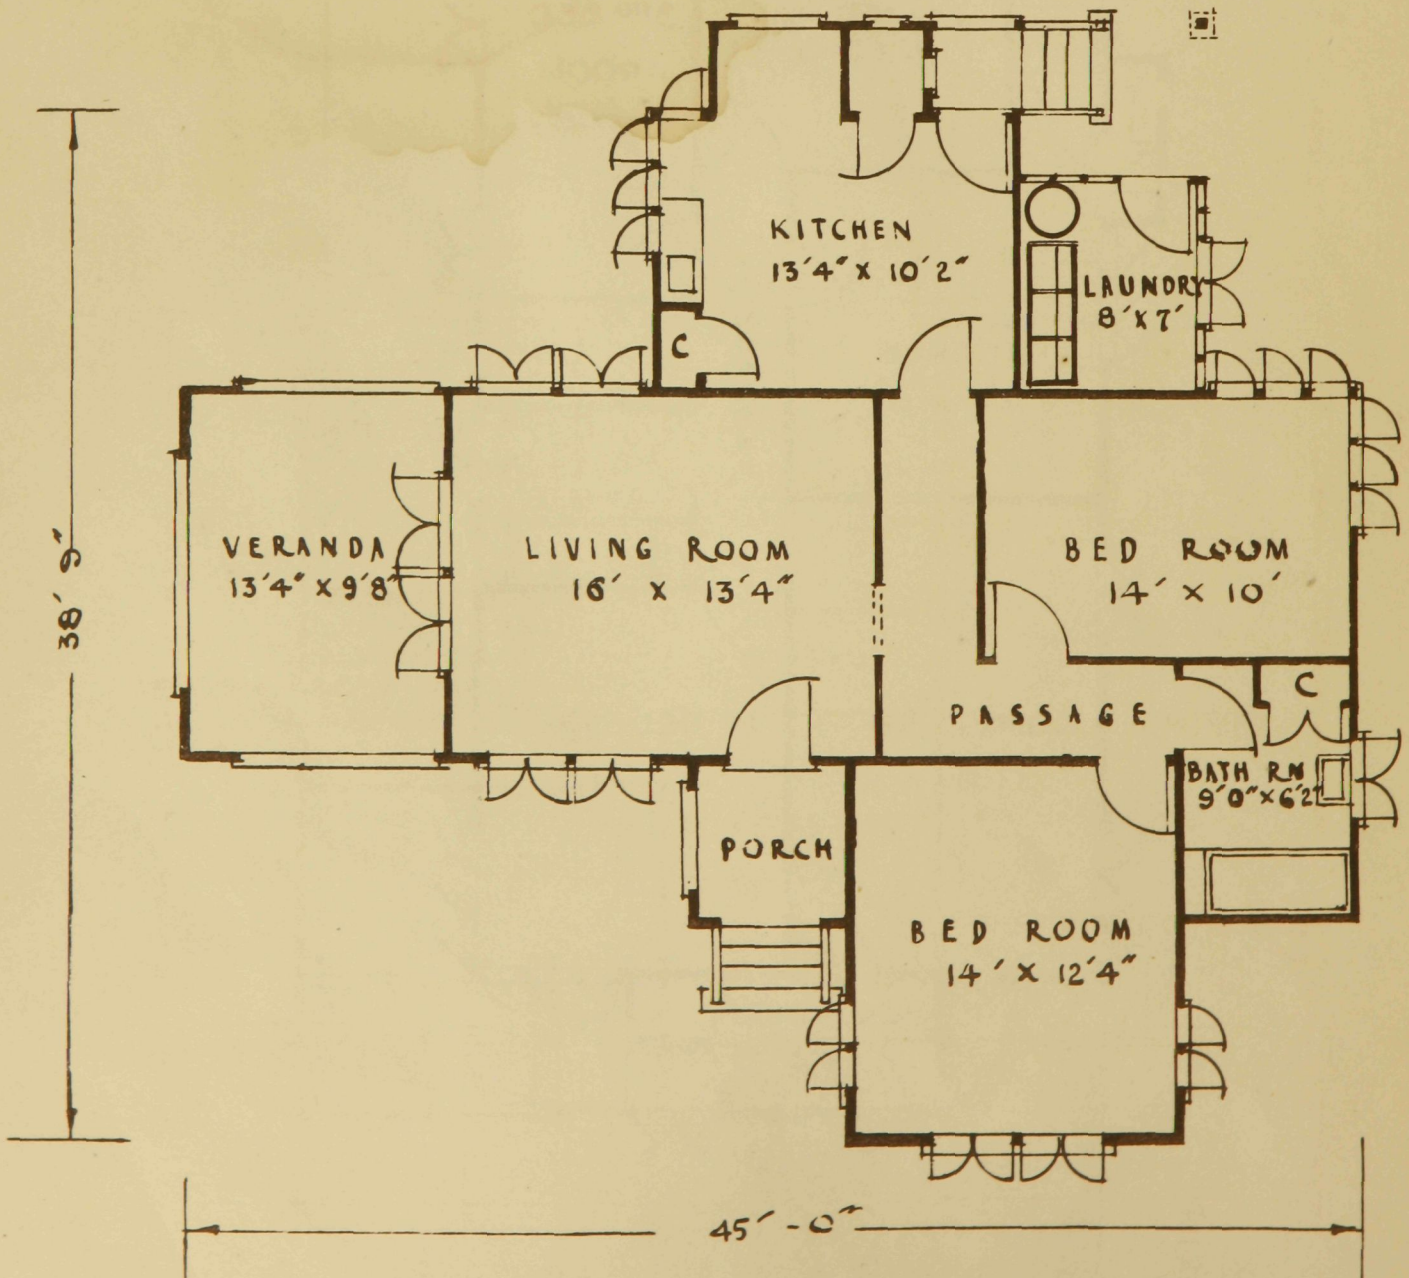 KITCHEN
13'4" X 10'2"
LAUNDRY
8' X 7'
C
VERANDA
13'4" X 9'8"
LIVING ROOM
16' X 13'4"
BED ROOM
14' X 10'
38' 9"
C
PASSAGE
BATH RM
9'0" X 6'2"
PORCH
BED ROOM
14' X 12'4"
45'-0"